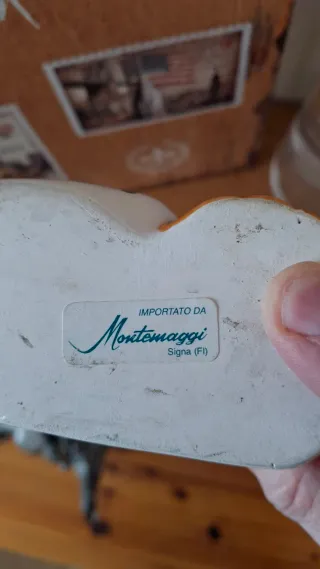 IMPORTATO DA
Montemaggi
Signa (FI)